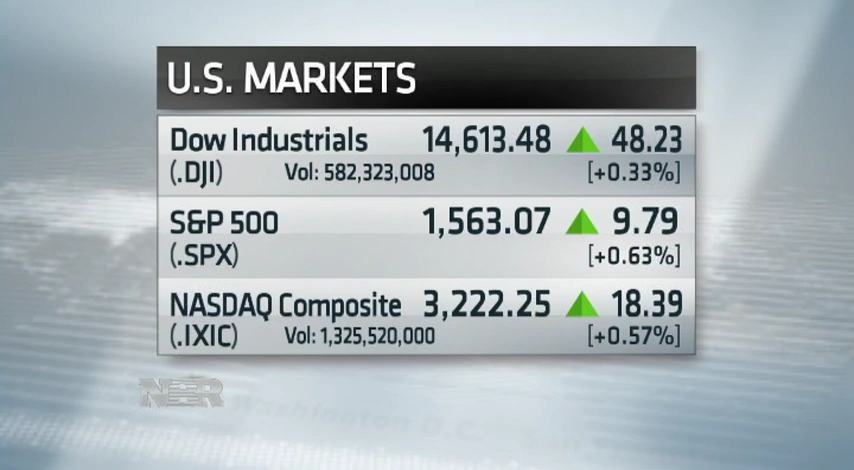 U.S. MARKETS
Dow Industrials 14,613.48 48.23
(.DJI) Vol: 582,323,008 [+0.33%]
S&P 500 1,563.07 9.79
(.SPX) [+0.63%]
NASDAQ Composite 3,222.25 18.39
(.IXIC) Vol: 1,325,520,000 [+0.57%]
NBR
Washington D.C.